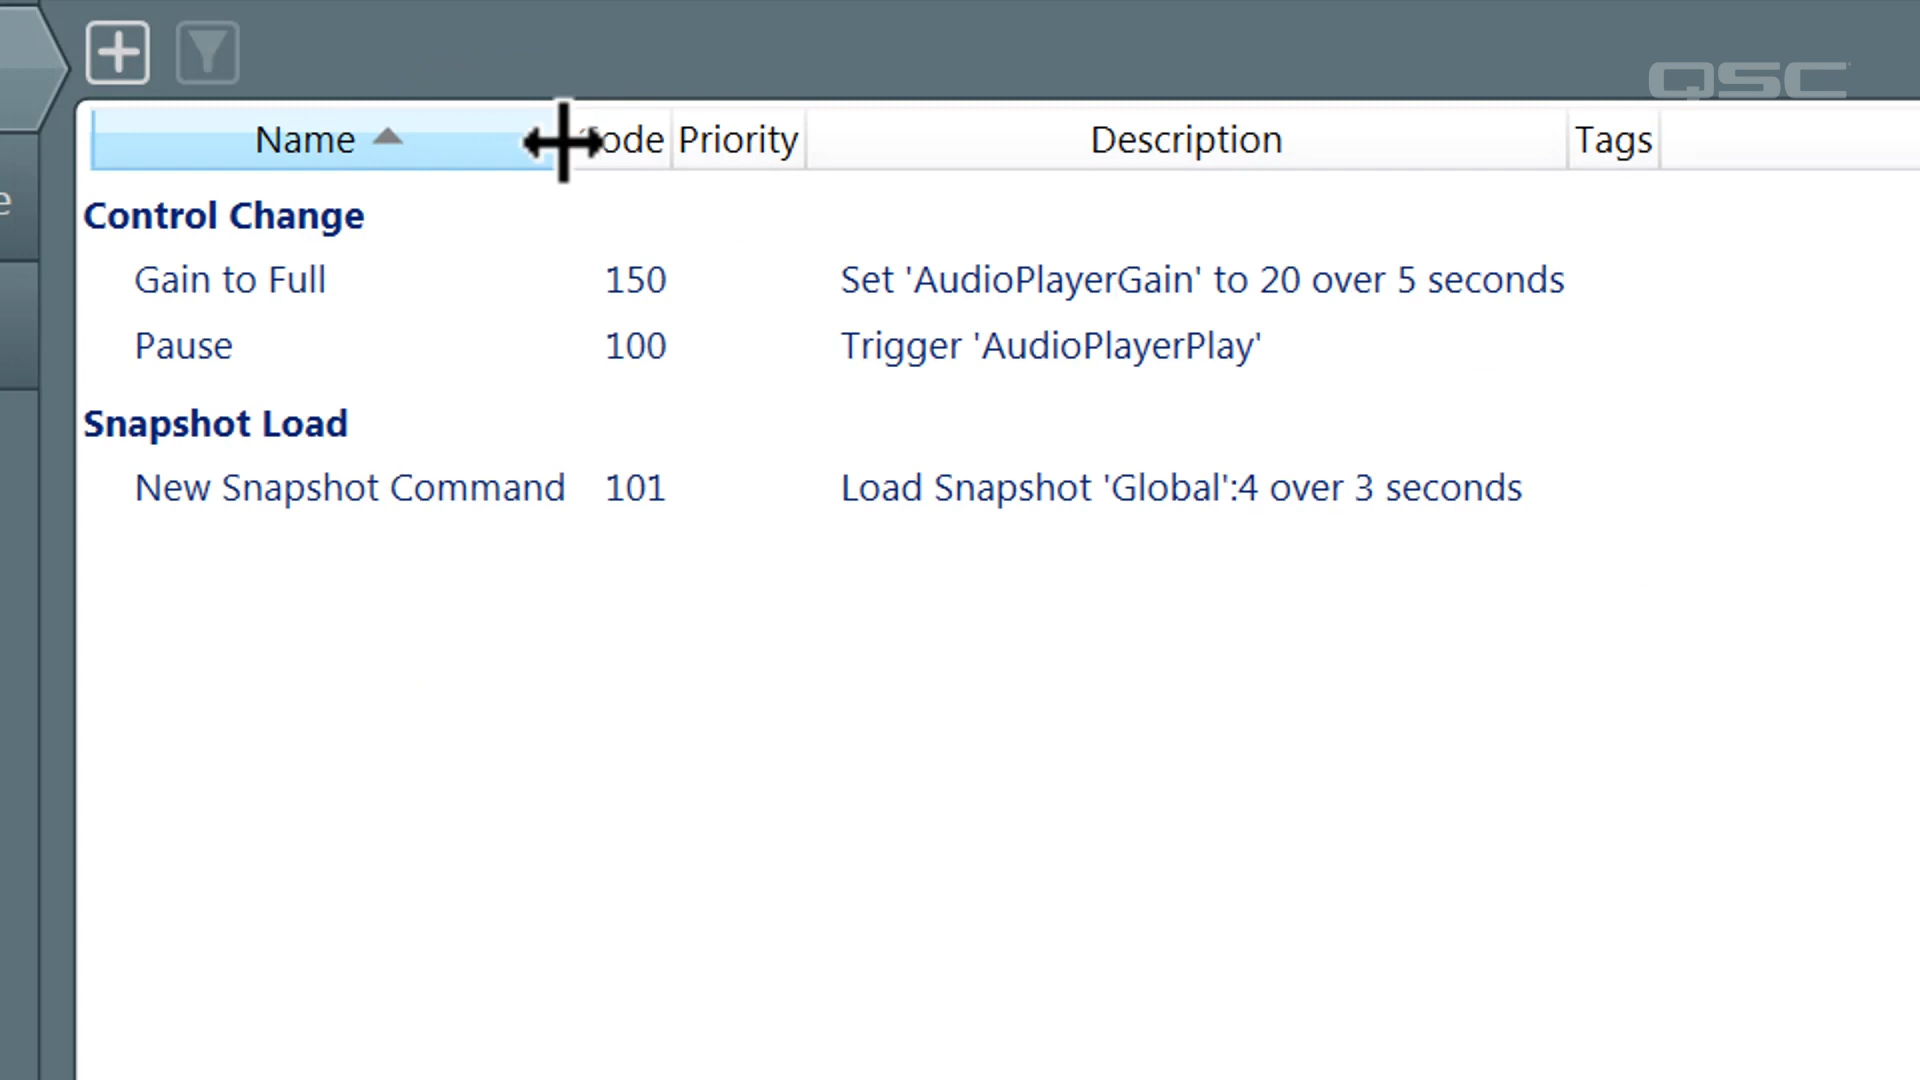 QSC
Name Code Priority Description Tags
e
Control Change
Gain to Full 150 Set 'AudioPlayerGain' to 20 over 5 seconds
Pause 100 Trigger 'AudioPlayerPlay'
Snapshot Load
New Snapshot Command 101 Load Snapshot 'Global':4 over 3 seconds